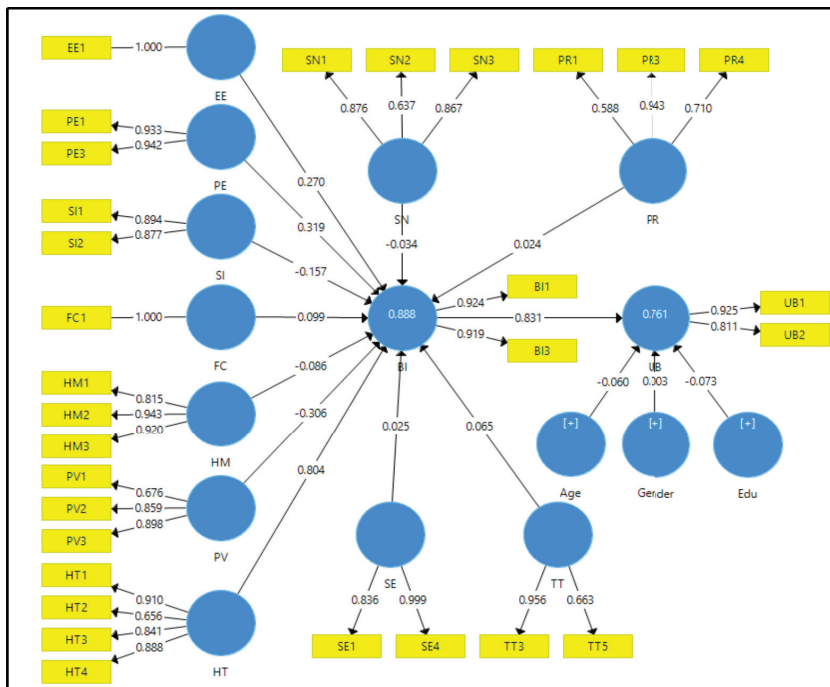 EE1
1.000
EE
PE1
PE3
0.933
0.942
PE
SI1
SI2
0.894
0.877
SI
FC1
1.000
FC
HM1
HM2
HM3
0.815
0.943
0.920
HM
PV1
PV2
PV3
0.676
0.859
0.898
PV
HT1
HT2
HT3
HT4
0.910
0.656
0.841
0.888
HT
SN1
SN2
SN3
0.876
0.637
0.867
SN
PR1
PR3
PR4
0.588
0.943
0.710
PR
0.270
0.319
-0.157
0.099
-0.086
-0.306
0.804
-0.034
0.024
0.025
0.065
0.888
BI
0.924
0.919
BI1
BI3
0.831
0.761
UB
0.925
0.811
UB1
UB2
-0.060
0.003
-0.073
[+]
[+]
[+]
Age
Gender
Edu
SE
0.836
0.999
SE1
SE4
TT
0.956
0.663
TT3
TT5